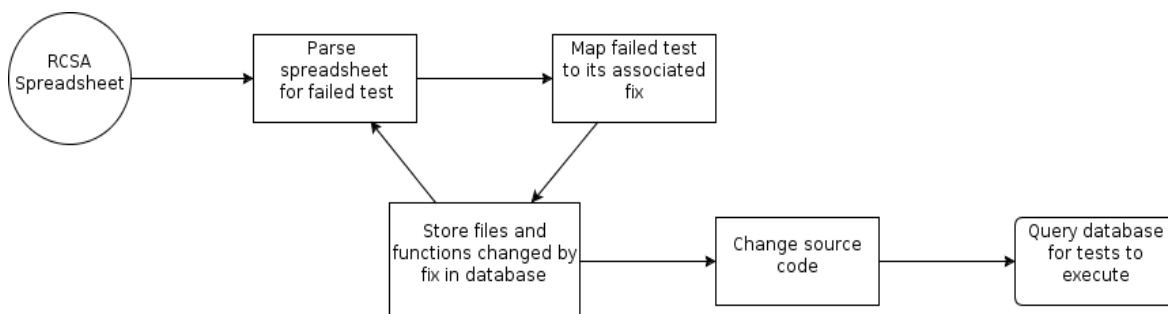 RCSA
Spreadsheet
Parse
spreadsheet
for failed test
Map failed test
to its associated
fix
Store files and
functions changed by
fix in database
Change source
code
Query database
for tests to
execute